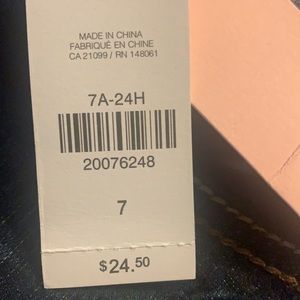 MADE IN CHINA
FABRIQUÉ EN CHINE
CA 21099 / RN 148061
7A-24H
20076248
7
$24.50